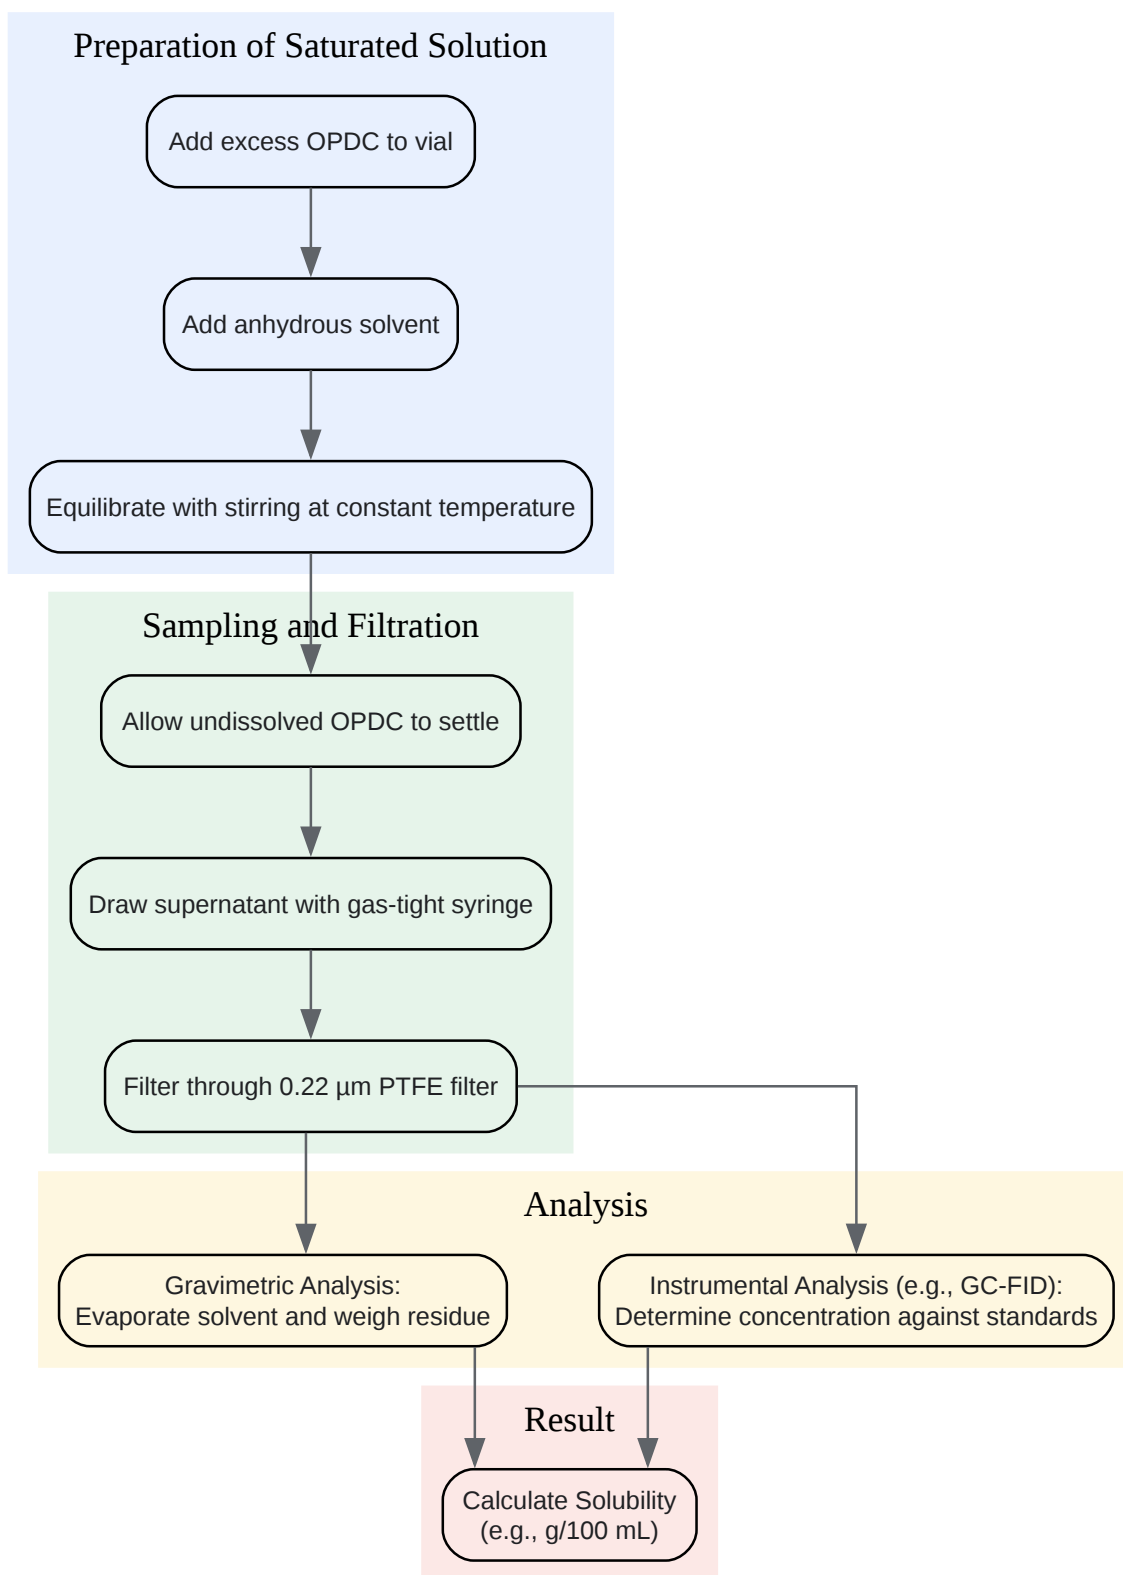 Preparation of Saturated Solution
Add excess OPDC to vial
Add anhydrous solvent
Equilibrate with stirring at constant temperature
Sampling and Filtration
Allow undissolved OPDC to settle
Draw supernatant with gas-tight syringe
Filter through 0.22 µm PTFE filter
Analysis
Gravimetric Analysis:
Evaporate solvent and weigh residue
Instrumental Analysis (e.g., GC-FID):
Determine concentration against standards
Result
Calculate Solubility
(e.g., g/100 mL)